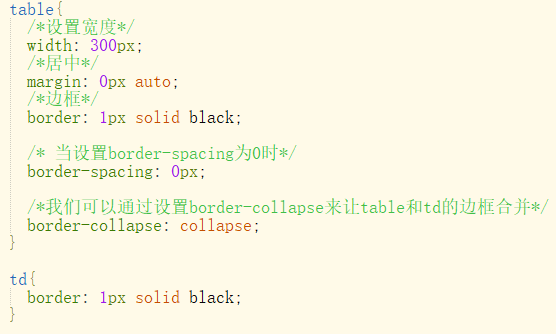 table{
/*设置宽度*/
width: 300px;
/*居中*/
margin: 0px auto;
/*边框*/
border: 1px solid black;
/* 当设置border-spacing为0时*/
border-spacing: 0px;
/*我们可以通过设置border-collapse来让table和td的边框合并*/
border-collapse: collapse;
}
td{
border: 1px solid black;
}